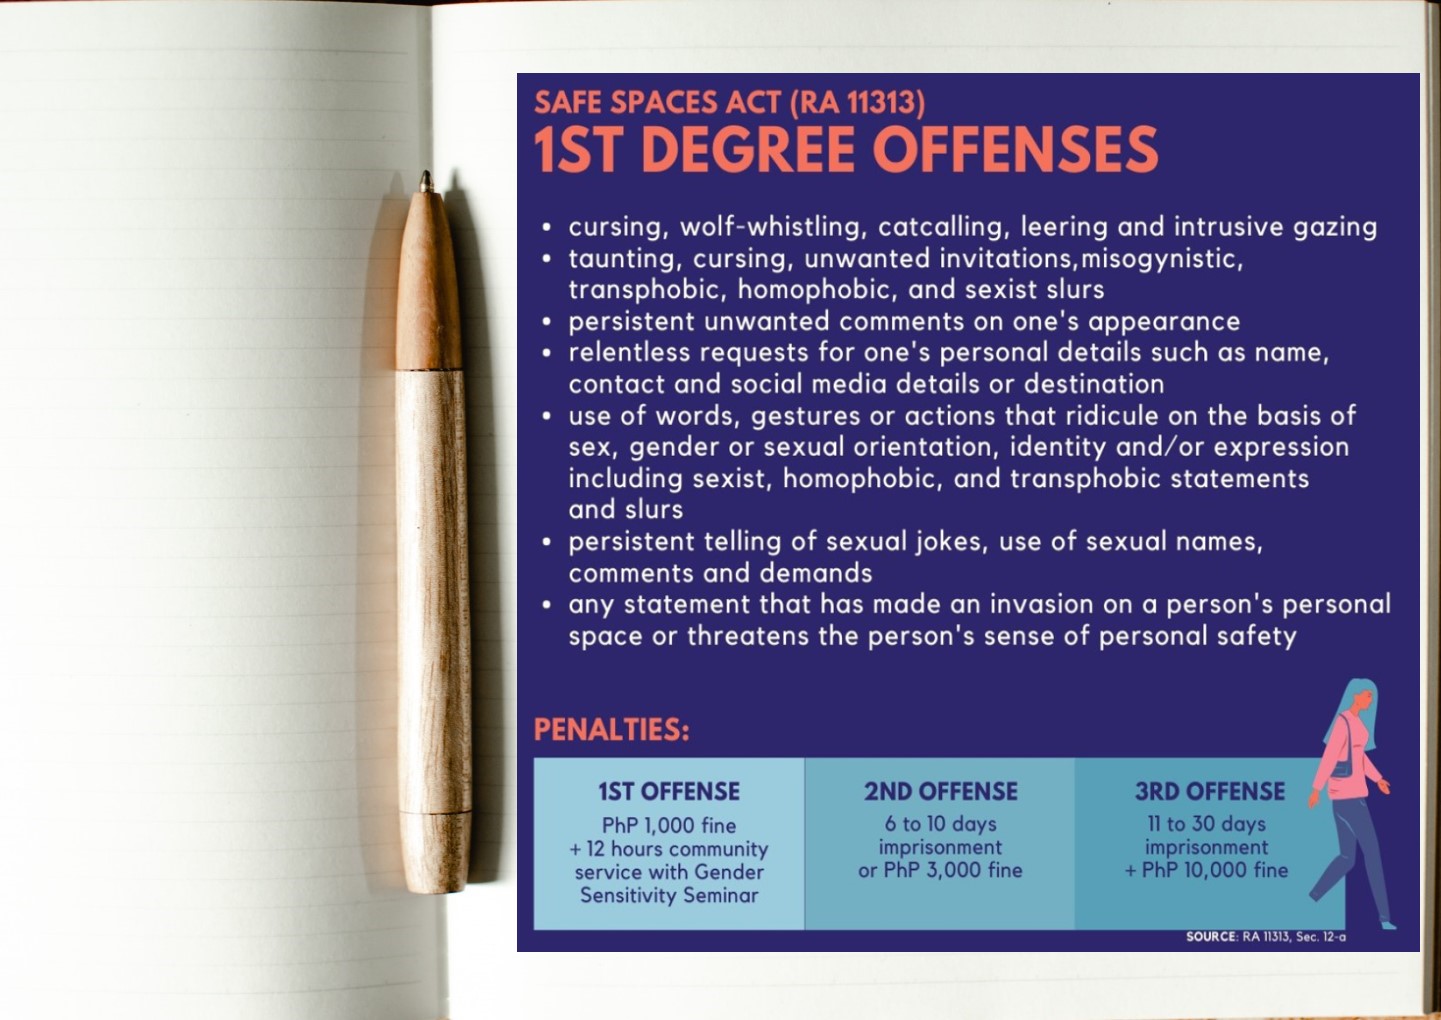 SAFE SPACES ACT (RA 11313)
1ST DEGREE OFFENSES
• cursing, wolf-whistling, catcalling, leering and intrusive gazing
• taunting, cursing, unwanted invitations,misogynistic,
transphobic, homophobic, and sexist slurs
• persistent unwanted comments on one's appearance
• relentless requests for one's personal details such as name,
contact and social media details or destination
• use of words, gestures or actions that ridicule on the basis of
sex, gender or sexual orientation, identity and/or expression
including sexist, homophobic, and transphobic statements
and slurs
• persistent telling of sexual jokes, use of sexual names,
comments and demands
• any statement that has made an invasion on a person's personal
space or threatens the person's sense of personal safety
PENALTIES:
1ST OFFENSE
PhP 1,000 fine
+ 12 hours community
service with Gender
Sensitivity Seminar
2ND OFFENSE
6 to 10 days
imprisonment
or PhP 3,000 fine
3RD OFFENSE
11 to 30 days
imprisonment
+ PhP 10,000 fine
SOURCE: RA 11313, Sec. 12-a